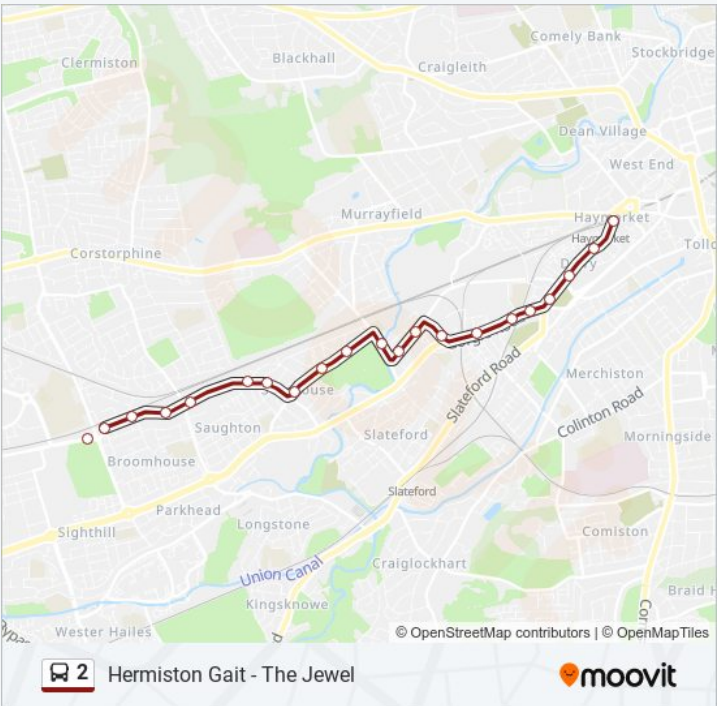 Comely Bank
Clermiston
Blackhall
Stockbridge
Craigleith
Dean Village
West End
Murrayfield
Haymarket
Corstorphine
Slateford Road
Merchiston
Colinton Road
Saughton
Slateford
Morningside
Broomhouse
Slateford
Parkhead
Longstone
Sighthill
Comiston
Craiglockhart
Union Canal
Kingsknowe
Braid H
Wester Hailes
© OpenStreetMap contributors | © OpenMapTiles
2 Hermiston Gait - The Jewel
moovit